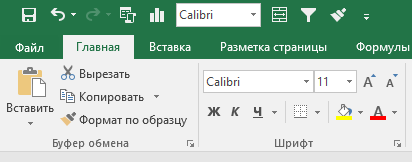 Calibri
Файл Главная Вставка Разметка страницы Формулы
Вставить
Вырезать
Копировать
Формат по образцу
Буфер обмена
Calibri 11 А А
Ж К Ч А
Шрифт